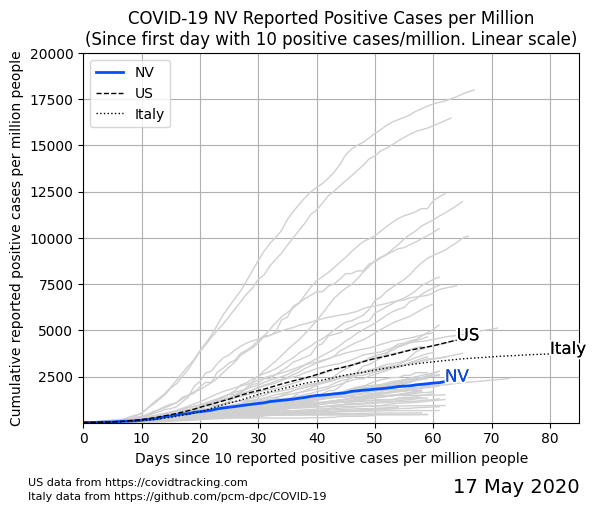 COVID-19 NV Reported Positive Cases per Million
(Since first day with 10 positive cases/million. Linear scale)
Cumulative reported positive cases per million people
20000
17500
15000
12500
10000
7500
5000
2500
NV
US
Italy
US
Italy
NV
0 10 20 30 40 50 60 70 80
Days since 10 reported positive cases per million people
US data from https://covidtracking.com
Italy data from https://github.com/pcm-dpc/COVID-19
17 May 2020